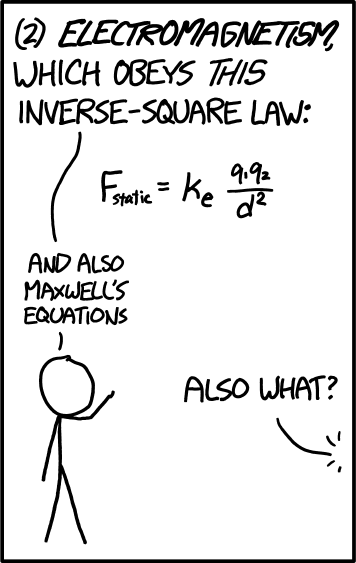 (2) ELECTROMAGNETISM,
WHICH OBEYS THIS
INVERSE-SQUARE LAW:
Fstatic = Ke q1q2/d²
AND ALSO
MAXWELL'S
EQUATIONS
ALSO WHAT?